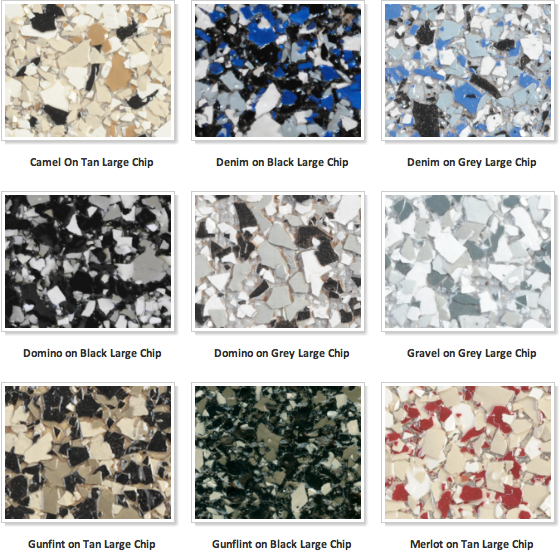 Camel On Tan Large Chip
Denim on Black Large Chip
Denim on Grey Large Chip
Domino on Black Large Chip
Domino on Grey Large Chip
Gravel on Grey Large Chip
Gunfint on Tan Large Chip
Gunflint on Black Large Chip
Merlot on Tan Large Chip